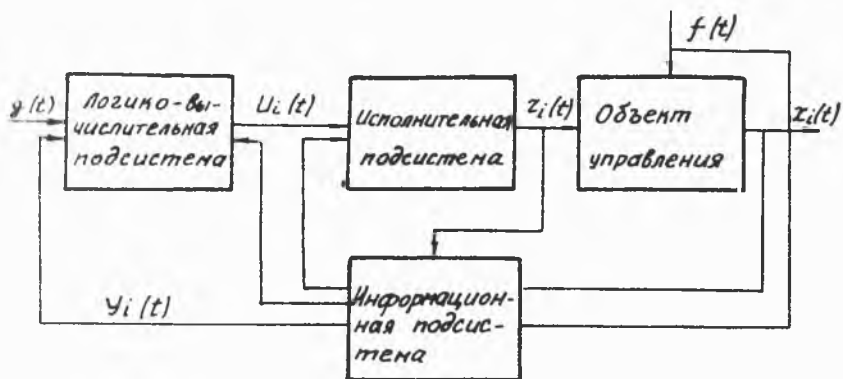 f(t)
g(t)
Логико-вы-
числительная
подсистема
Ui(t)
Исполнительная
подсистема
zi(t)
Объект
управления
xi(t)
Yi(t)
Информацион-
ная подсис-
тема